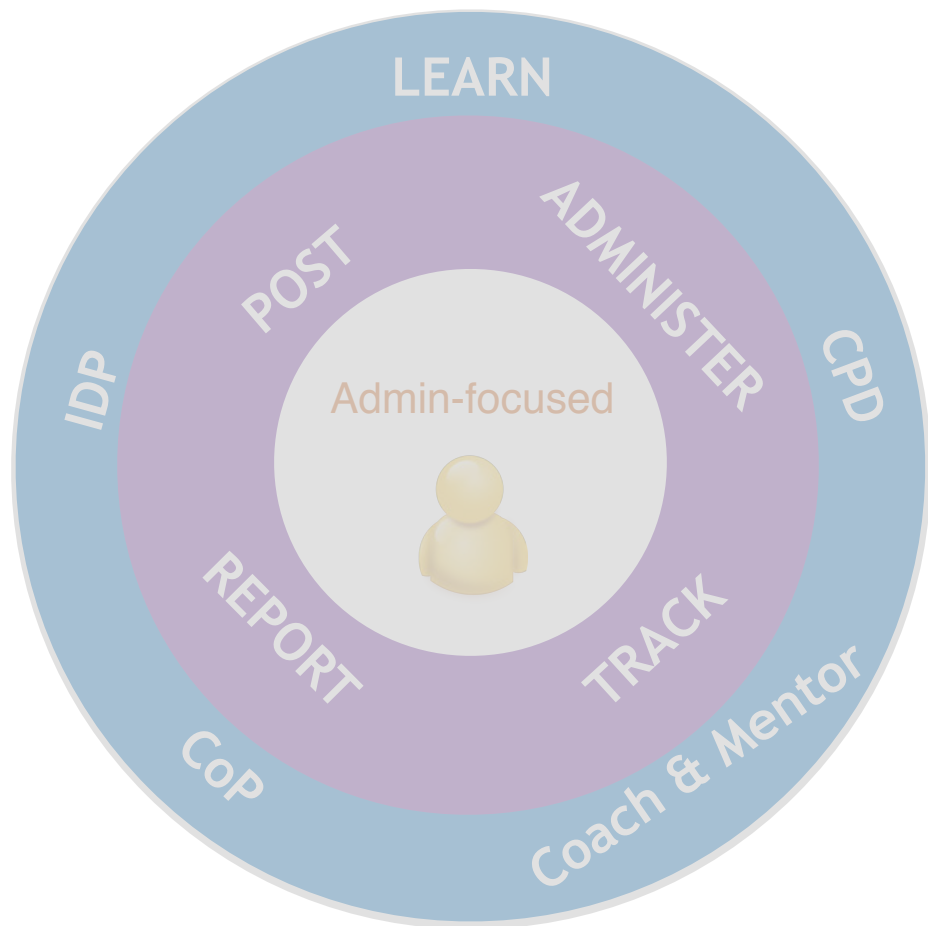 LEARN
POST
ADMINISTER
IDP
CPD
Admin-focused
REPORT
TRACK
CoP
Coach & Mentor